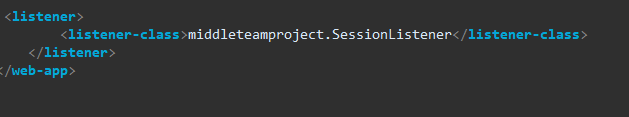 <listener>
<listener-class>middleteamproject.SessionListener</listener-class>
</listener>
</web-app>